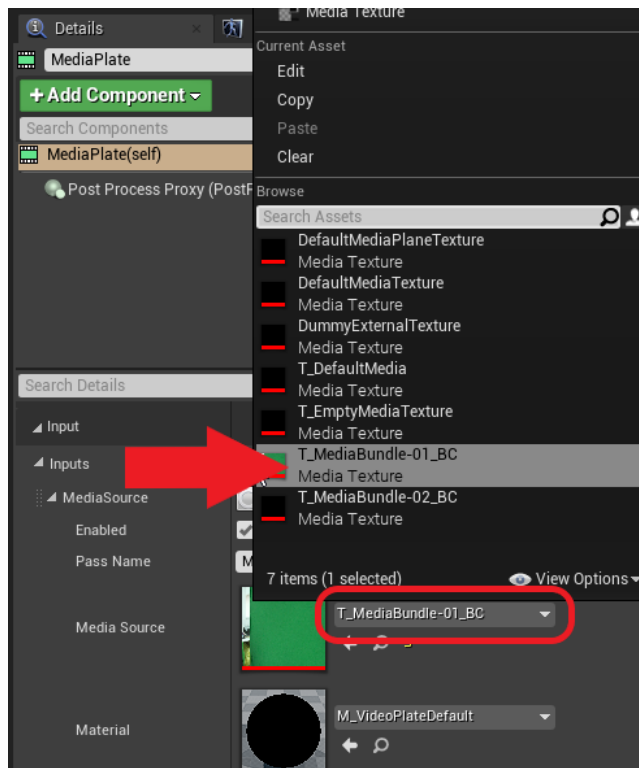 Details
MediaPlate
+ Add Component
Search Components
MediaPlate(self)
Post Process Proxy (PostP
Search Details
Input
Inputs
MediaSource
Enabled
Pass Name
M
Media Source
T_MediaBundle-01_BC
Material
M_VideoPlateDefault
Media Texture
Current Asset
Edit
Copy
Paste
Clear
Browse
Search Assets
DefaultMediaPlaneTexture
Media Texture
DefaultMediaTexture
Media Texture
DummyExternalTexture
Media Texture
T_DefaultMedia
Media Texture
T_EmptyMediaTexture
Media Texture
T_MediaBundle-01_BC
Media Texture
T_MediaBundle-02_BC
Media Texture
7 items (1 selected)
View Options